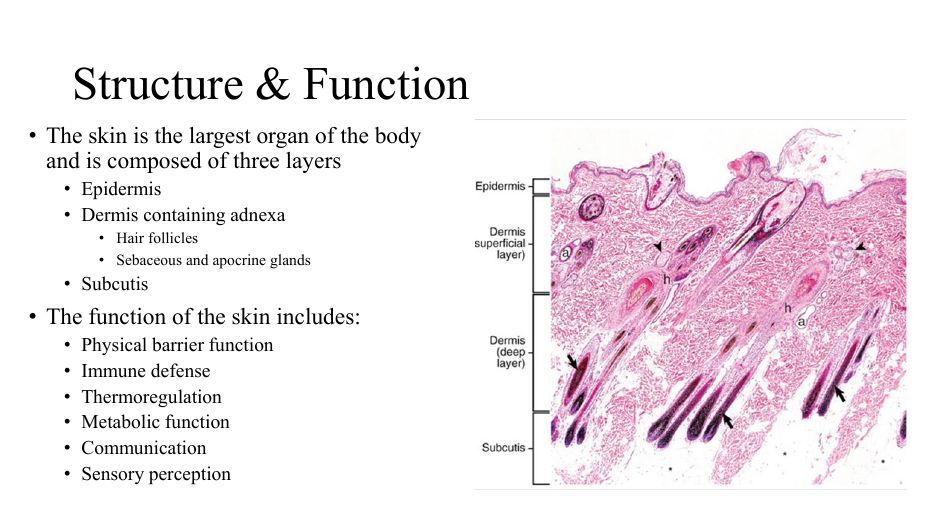 Structure & Function
• The skin is the largest organ of the body
and is composed of three layers
• Epidermis
• Dermis containing adnexa
• Hair follicles
• Sebaceous and apocrine glands
• Subcutis
• The function of the skin includes:
• Physical barrier function
• Immune defense
• Thermoregulation
• Metabolic function
• Communication
• Sensory perception
Epidermis
Dermis
superficial
layer)
Dermis
(deep
layer)
Subcutis
a
h
h
a
*
*
*